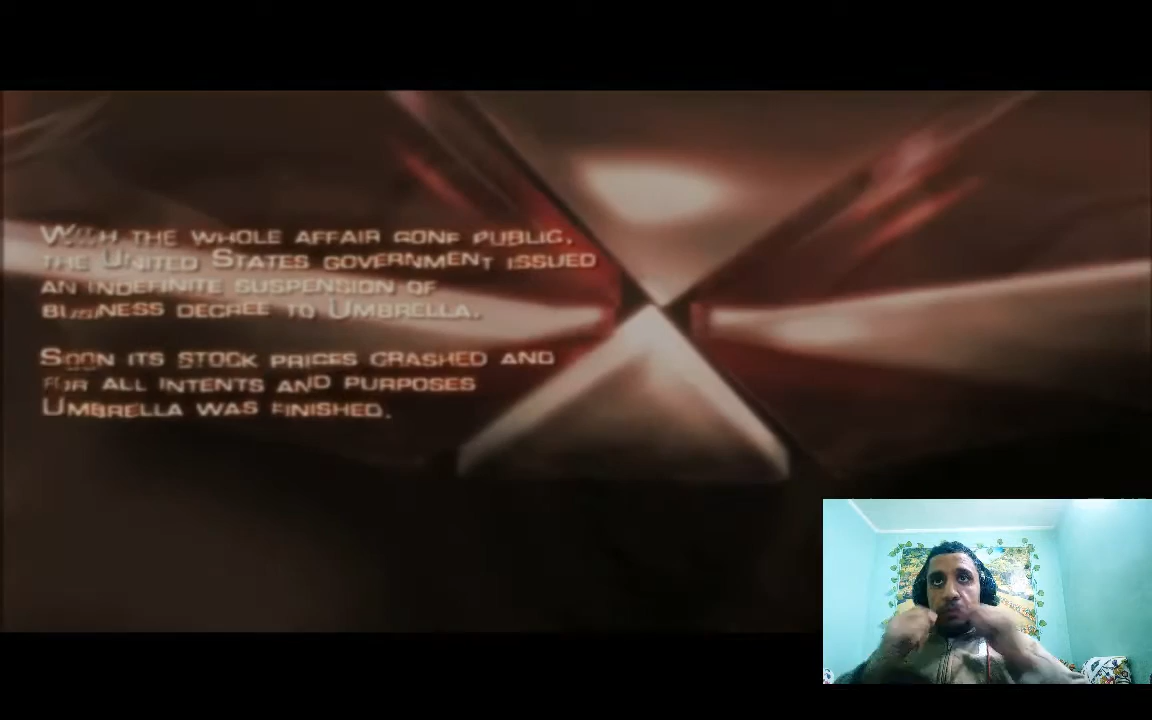 With the whole affair gone public,
the United States government issued
an indefinite suspension of
business decree to Umbrella.
Soon its stock prices crashed and
for all intents and purposes
Umbrella was finished.